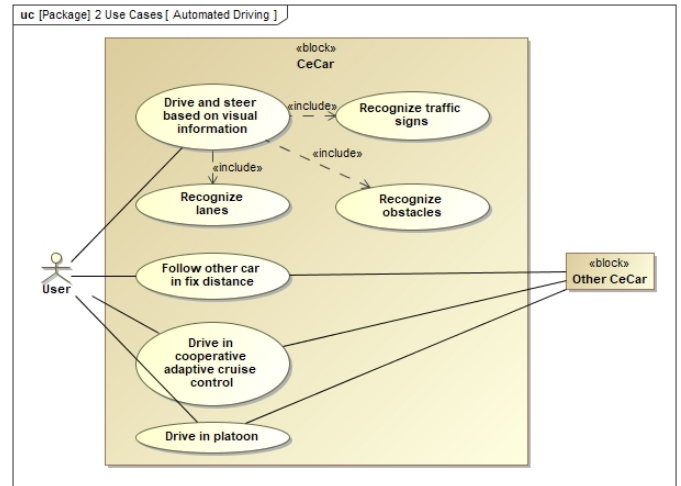 uc [Package] 2 Use Cases [ Automated Driving ]
«block»
CeCar
Drive and steer
based on visual
information
«include»
Recognize traffic
signs
«include»
«include»
Recognize
lanes
Recognize
obstacles
Follow other car
in fix distance
«block»
Other CeCar
User
Drive in
cooperative
adaptive cruise
control
Drive in platoon